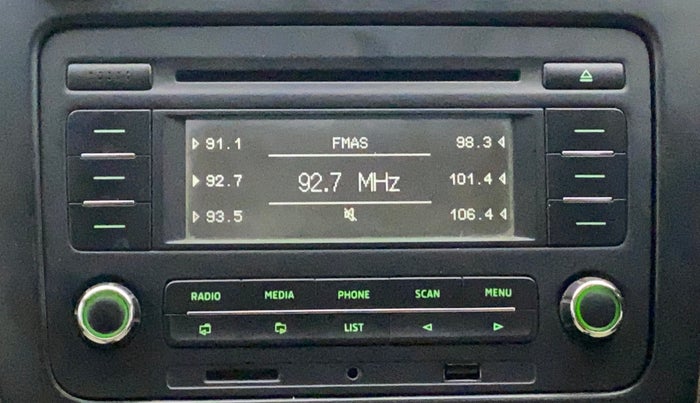 91.1 FMAS 98.3
92.7 92.7 MHz 101.4
93.5 106.4
RADIO MEDIA PHONE SCAN MENU
LIST